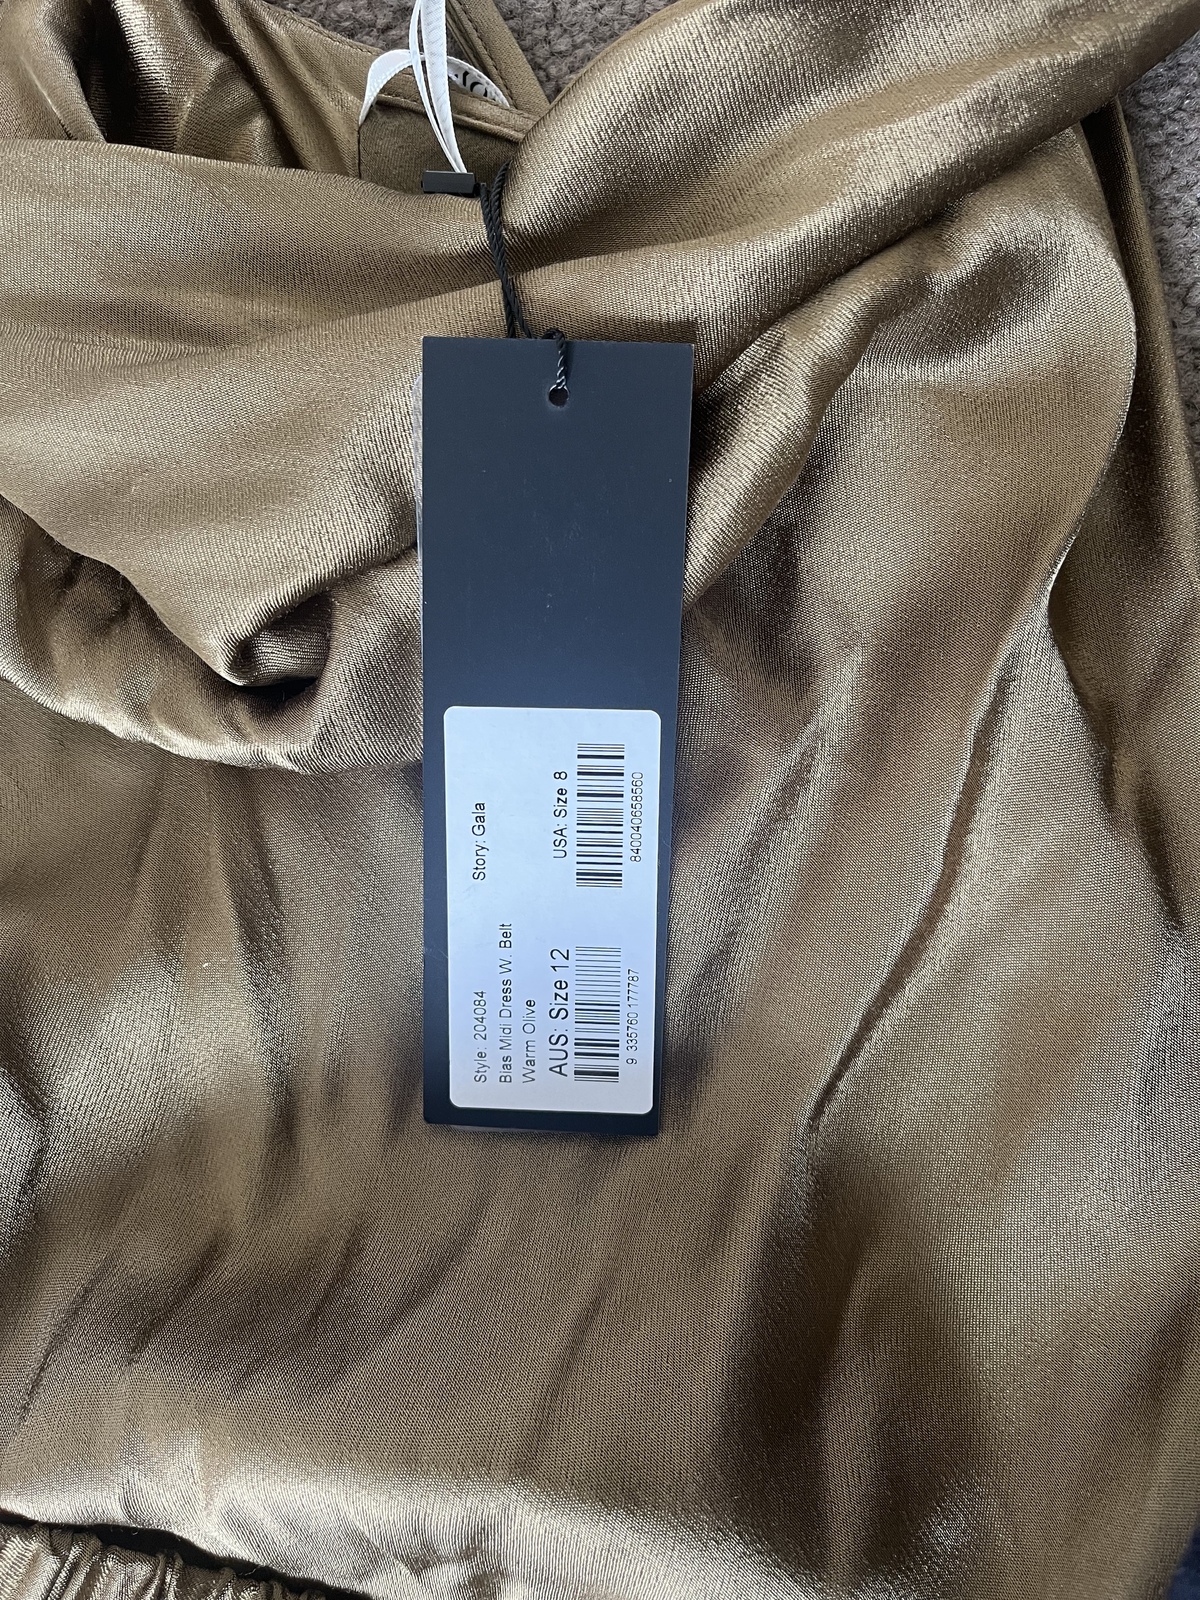 Style: 204084
Story: Gala
Bias Midi Dress W. Belt
Warm Olive
AUS: Size 12
USA: Size 8
9 335760 177787
840040658560